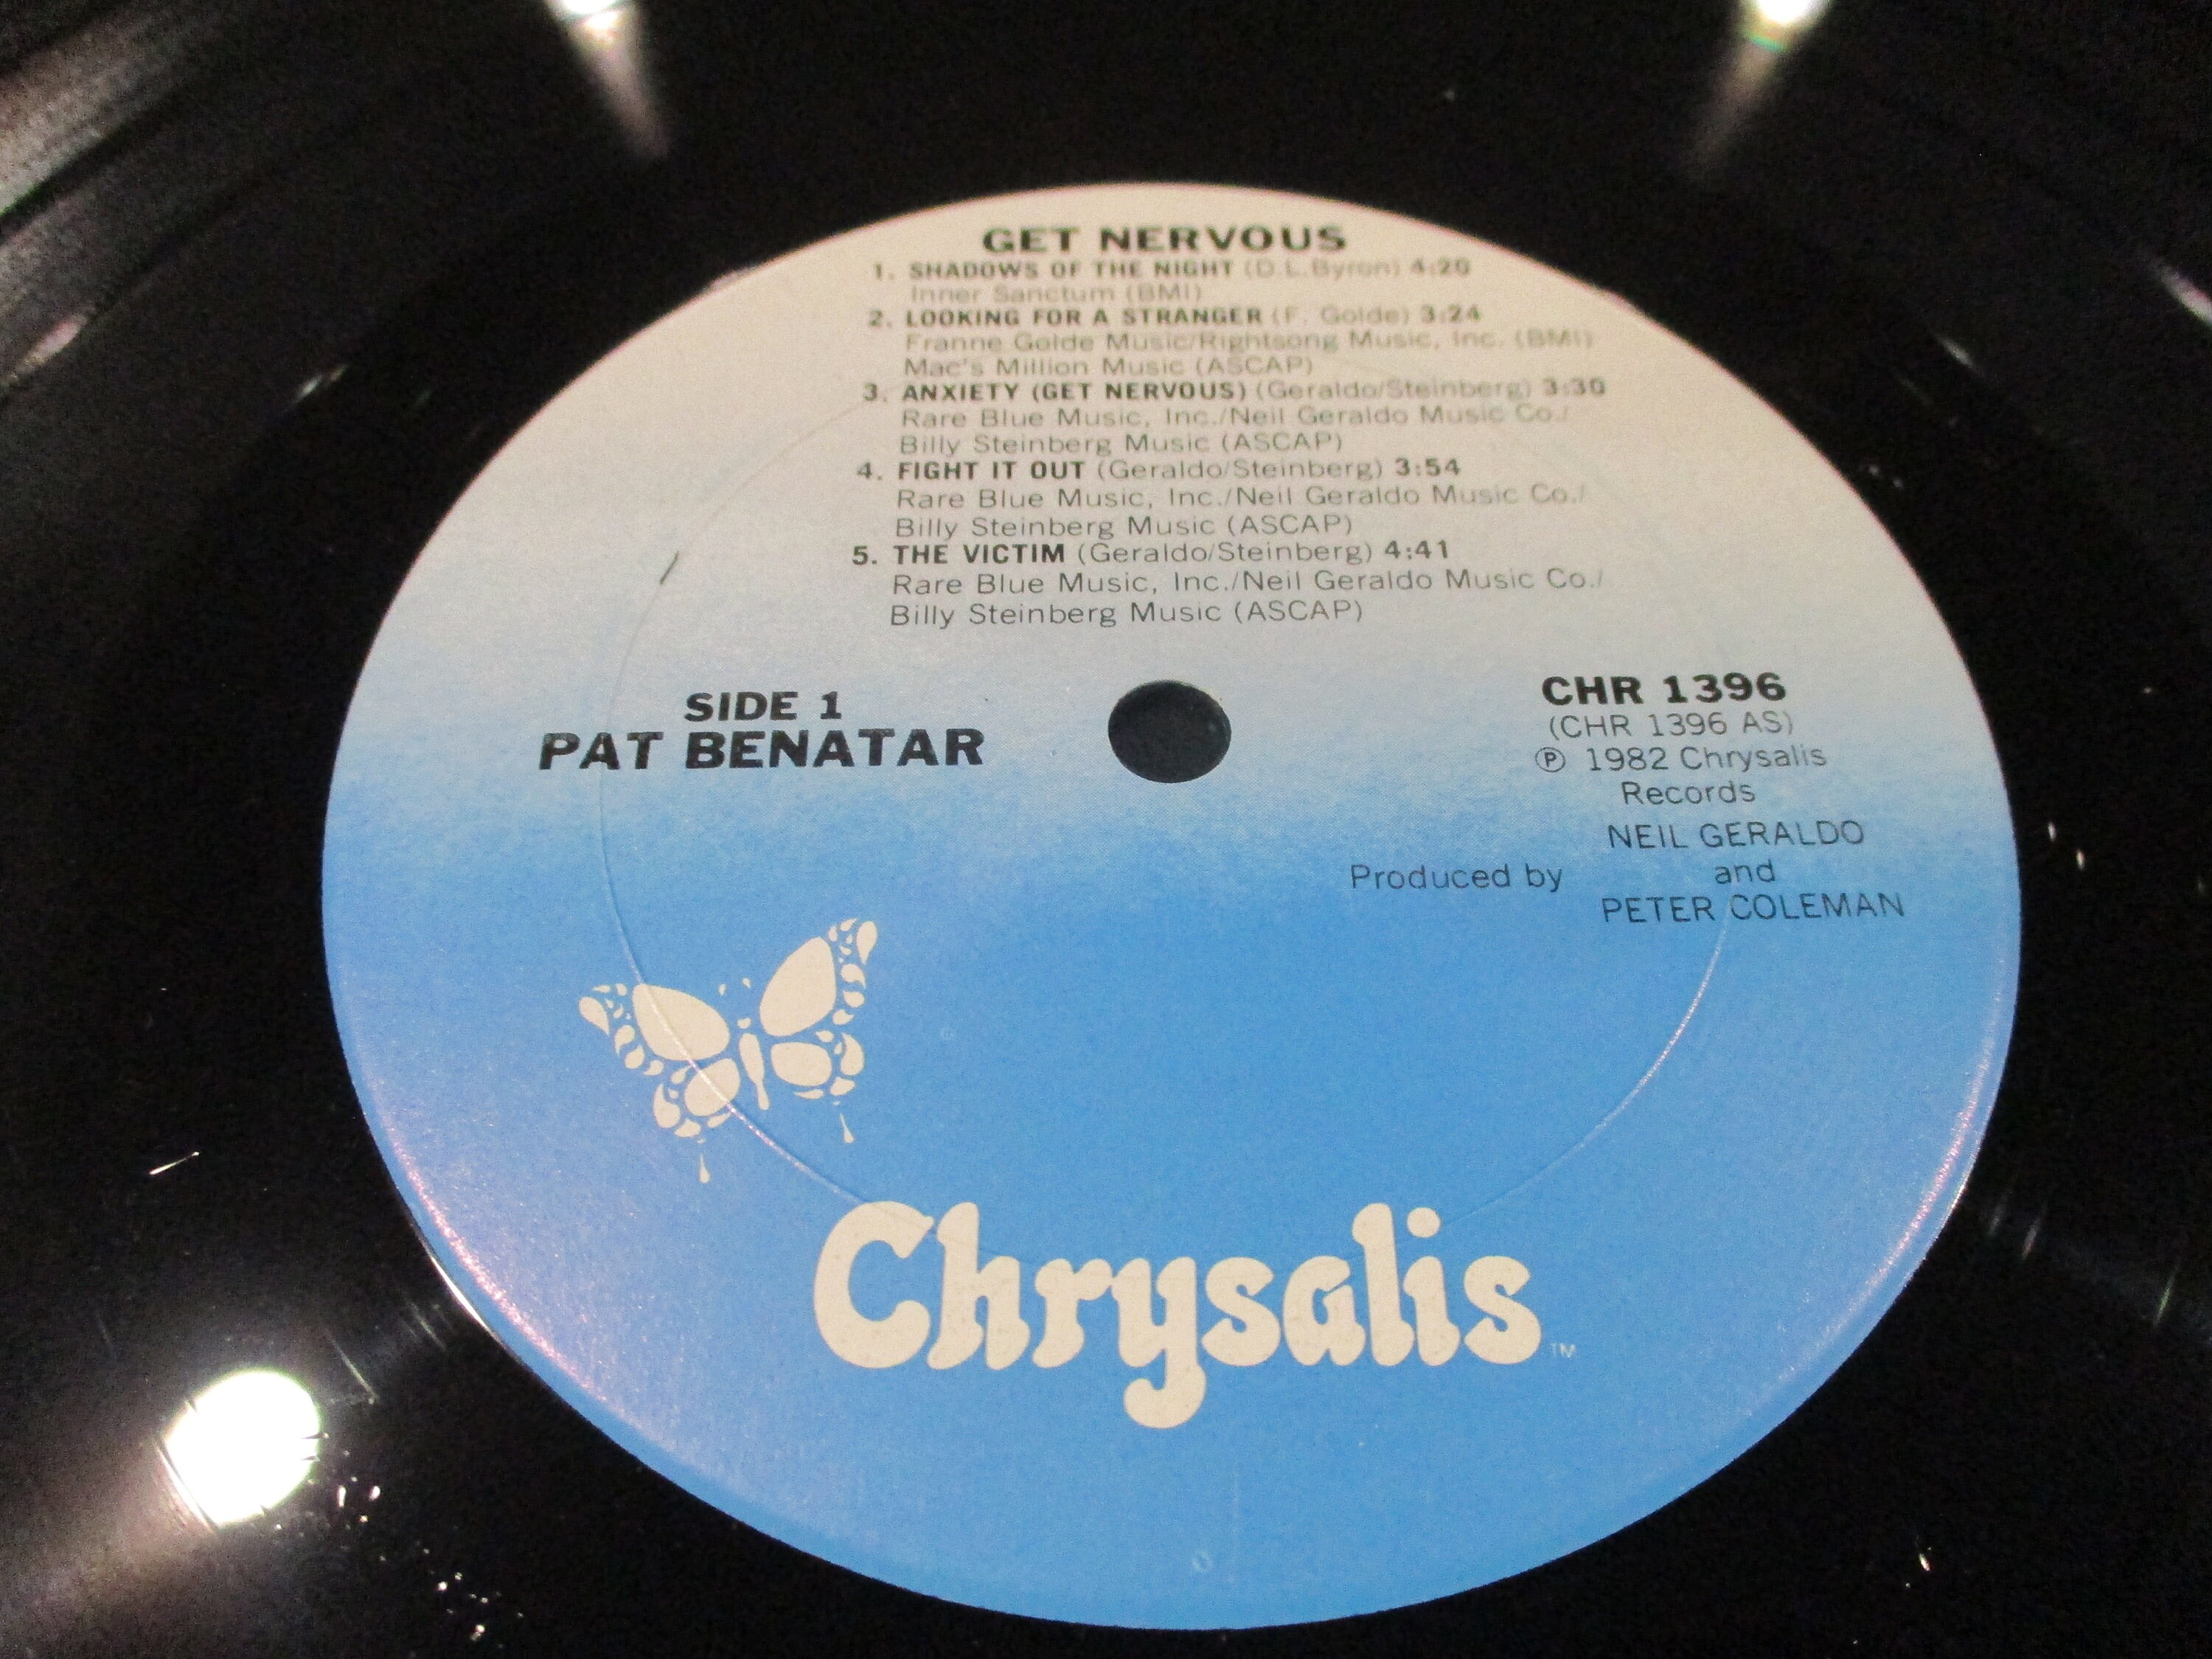 GET NERVOUS
1. SHADOWS OF THE NIGHT (D.L.Byron) 4:20
Inner Sanctum (BMI)
2. LOOKING FOR A STRANGER (F. Golde) 3:24
Franne Golde Music/Rightsong Music, Inc. (BMI)
Mac's Million Music (ASCAP)
3. ANXIETY (GET NERVOUS) (Geraldo/Steinberg) 3:30
Rare Blue Music, Inc./Neil Geraldo Music Co./
Billy Steinberg Music (ASCAP)
4. FIGHT IT OUT (Geraldo/Steinberg) 3:54
Rare Blue Music, Inc./Neil Geraldo Music Co./
Billy Steinberg Music (ASCAP)
5. THE VICTIM (Geraldo/Steinberg) 4:41
Rare Blue Music, Inc./Neil Geraldo Music Co./
Billy Steinberg Music (ASCAP)
SIDE 1
PAT BENATAR
CHR 1396
(CHR 1396 AS)
℗ 1982 Chrysalis
Records
NEIL GERALDO
Produced by and
PETER COLEMAN
Chrysalis™